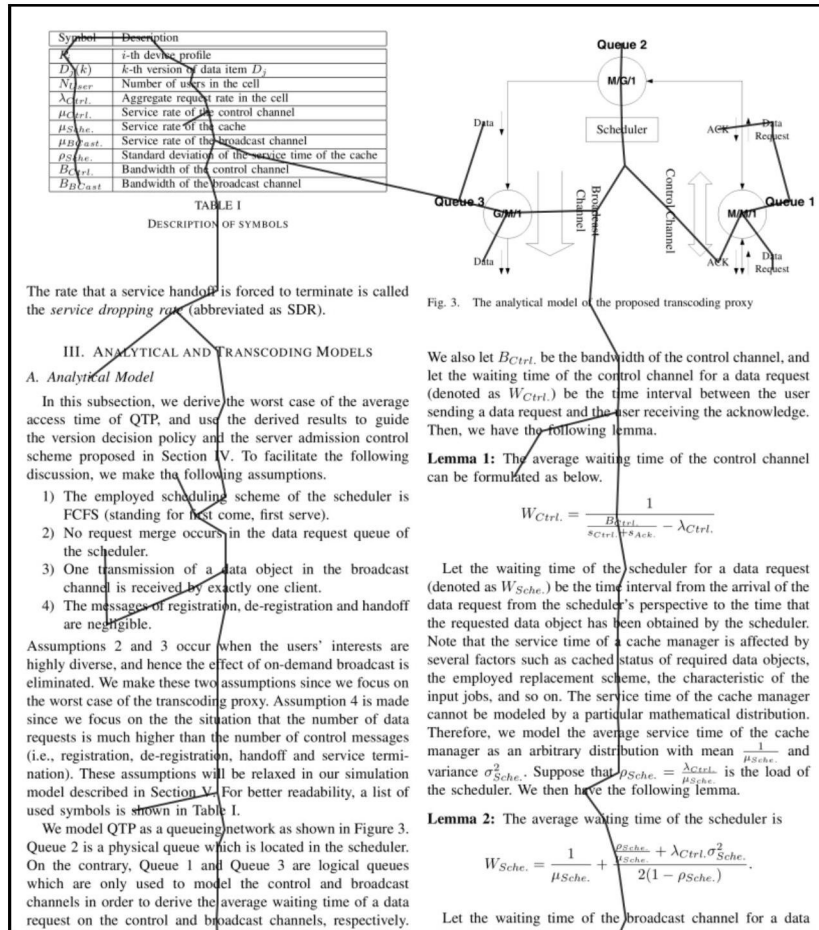 Symbol Description
P_i i-th device profile
D_j(k) k-th version of data item D_j
N_User Number of users in the cell
λ_Ctrl. Aggregate request rate in the cell
μ_Ctrl. Service rate of the control channel
μ_Sche. Service rate of the cache
μ_BCast. Service rate of the broadcast channel
ρ_Sche. Standard deviation of the service time of the cache
B_Ctrl. Bandwidth of the control channel
B_BCast Bandwidth of the broadcast channel
TABLE I
DESCRIPTION OF SYMBOLS
The rate that a service handoff is forced to terminate is called
the service dropping rate (abbreviated as SDR).
III. ANALYTICAL AND TRANSCODING MODELS
A. Analytical Model
In this subsection, we derive the worst case of the average
access time of QTP, and use the derived results to guide
the version decision policy and the server admission control
scheme proposed in Section IV. To facilitate the following
discussion, we make the following assumptions.
1) The employed scheduling scheme of the scheduler is
FCFS (standing for first come, first serve).
2) No request merge occurs in the data request queue of
the scheduler.
3) One transmission of a data object in the broadcast
channel is received by exactly one client.
4) The messages of registration, de-registration and handoff
are negligible.
Assumptions 2 and 3 occur when the users' interests are
highly diverse, and hence the effect of on-demand broadcast is
eliminated. We make these two assumptions since we focus on
the worst case of the transcoding proxy. Assumption 4 is made
since we focus on the the situation that the number of data
requests is much higher than the number of control messages
(i.e., registration, de-registration, handoff and service termi-
nation). These assumptions will be relaxed in our simulation
model described in Section V. For better readability, a list of
used symbols is shown in Table I.
We model QTP as a queueing network as shown in Figure 3.
Queue 2 is a physical queue which is located in the scheduler.
On the contrary, Queue 1 and Queue 3 are logical queues
which are only used to model the control and broadcast
channels in order to derive the average waiting time of a data
request on the control and broadcast channels, respectively.
Queue 2
M/G/1
Scheduler
Data
ACK
Data
Request
Queue 3
G/M/1
Broadcast
Channel
Control Channel
M/M/1
Queue 1
Data
ACK
Data
Request
Fig. 3. The analytical model of the proposed transcoding proxy
We also let B_Ctrl. be the bandwidth of the control channel, and
let the waiting time of the control channel for a data request
(denoted as W_Ctrl.) be the time interval between the user
sending a data request and the user receiving the acknowledge.
Then, we have the following lemma.
Lemma 1: The average waiting time of the control channel
can be formulated as below.
W_Ctrl. = 1 / (B_Ctrl. / (s_Ctrl. + s_Ack.) − λ_Ctrl.)
Let the waiting time of the scheduler for a data request
(denoted as W_Sche.) be the time interval from the arrival of the
data request from the scheduler's perspective to the time that
the requested data object has been obtained by the scheduler.
Note that the service time of a cache manager is affected by
several factors such as cached status of required data objects,
the employed replacement scheme, the characteristic of the
input jobs, and so on. The service time of the cache manager
cannot be modeled by a particular mathematical distribution.
Therefore, we model the average service time of the cache
manager as an arbitrary distribution with mean 1/μ_Sche. and
variance σ²_Sche.. Suppose that ρ_Sche. = λ_Ctrl./μ_Sche. is the load of
the scheduler. We then have the following lemma.
Lemma 2: The average waiting time of the scheduler is
W_Sche. = 1/μ_Sche. + (ρ_Sche./μ_Sche. + λ_Ctrl. σ²_Sche.) / (2(1 − ρ_Sche.)).
Let the waiting time of the broadcast channel for a data